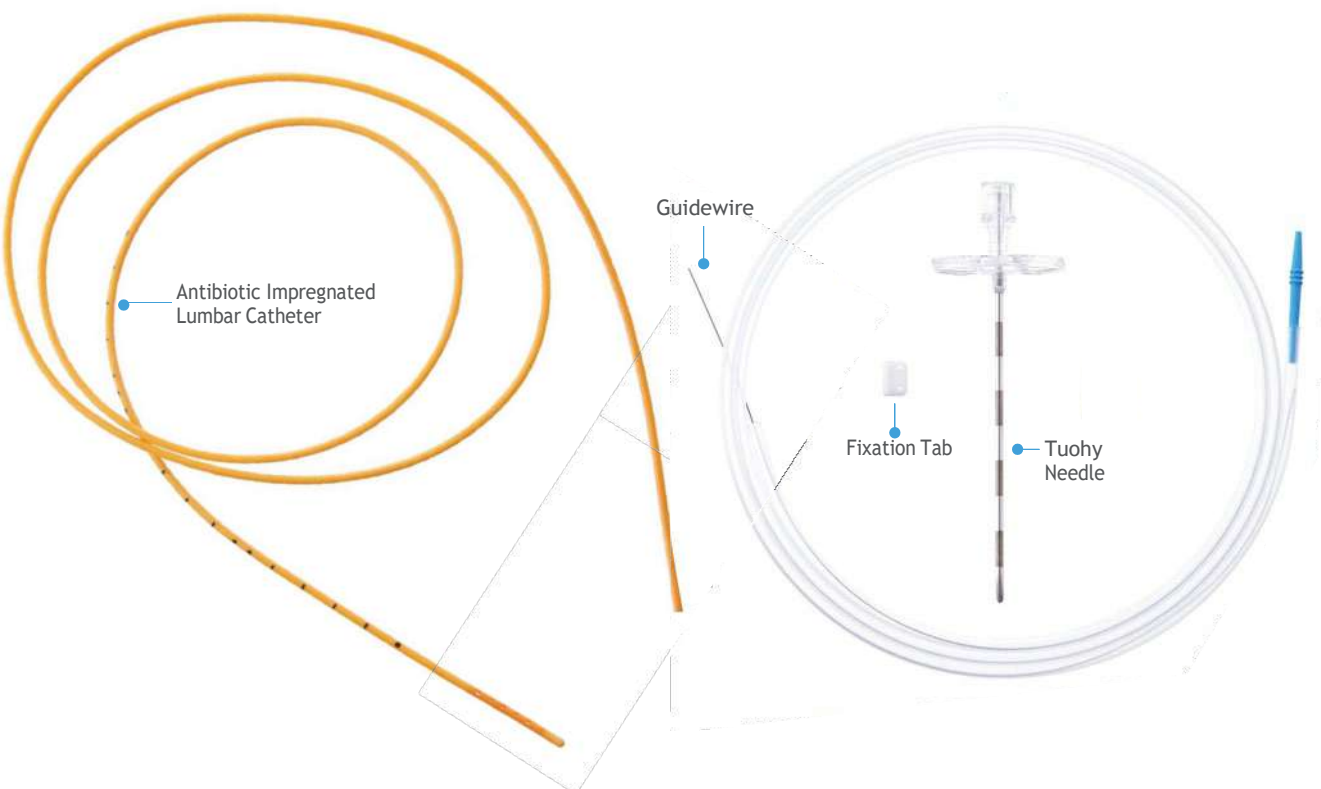 Guidewire
Antibiotic Impregnated
Lumbar Catheter
Fixation Tab
Tuohy
Needle